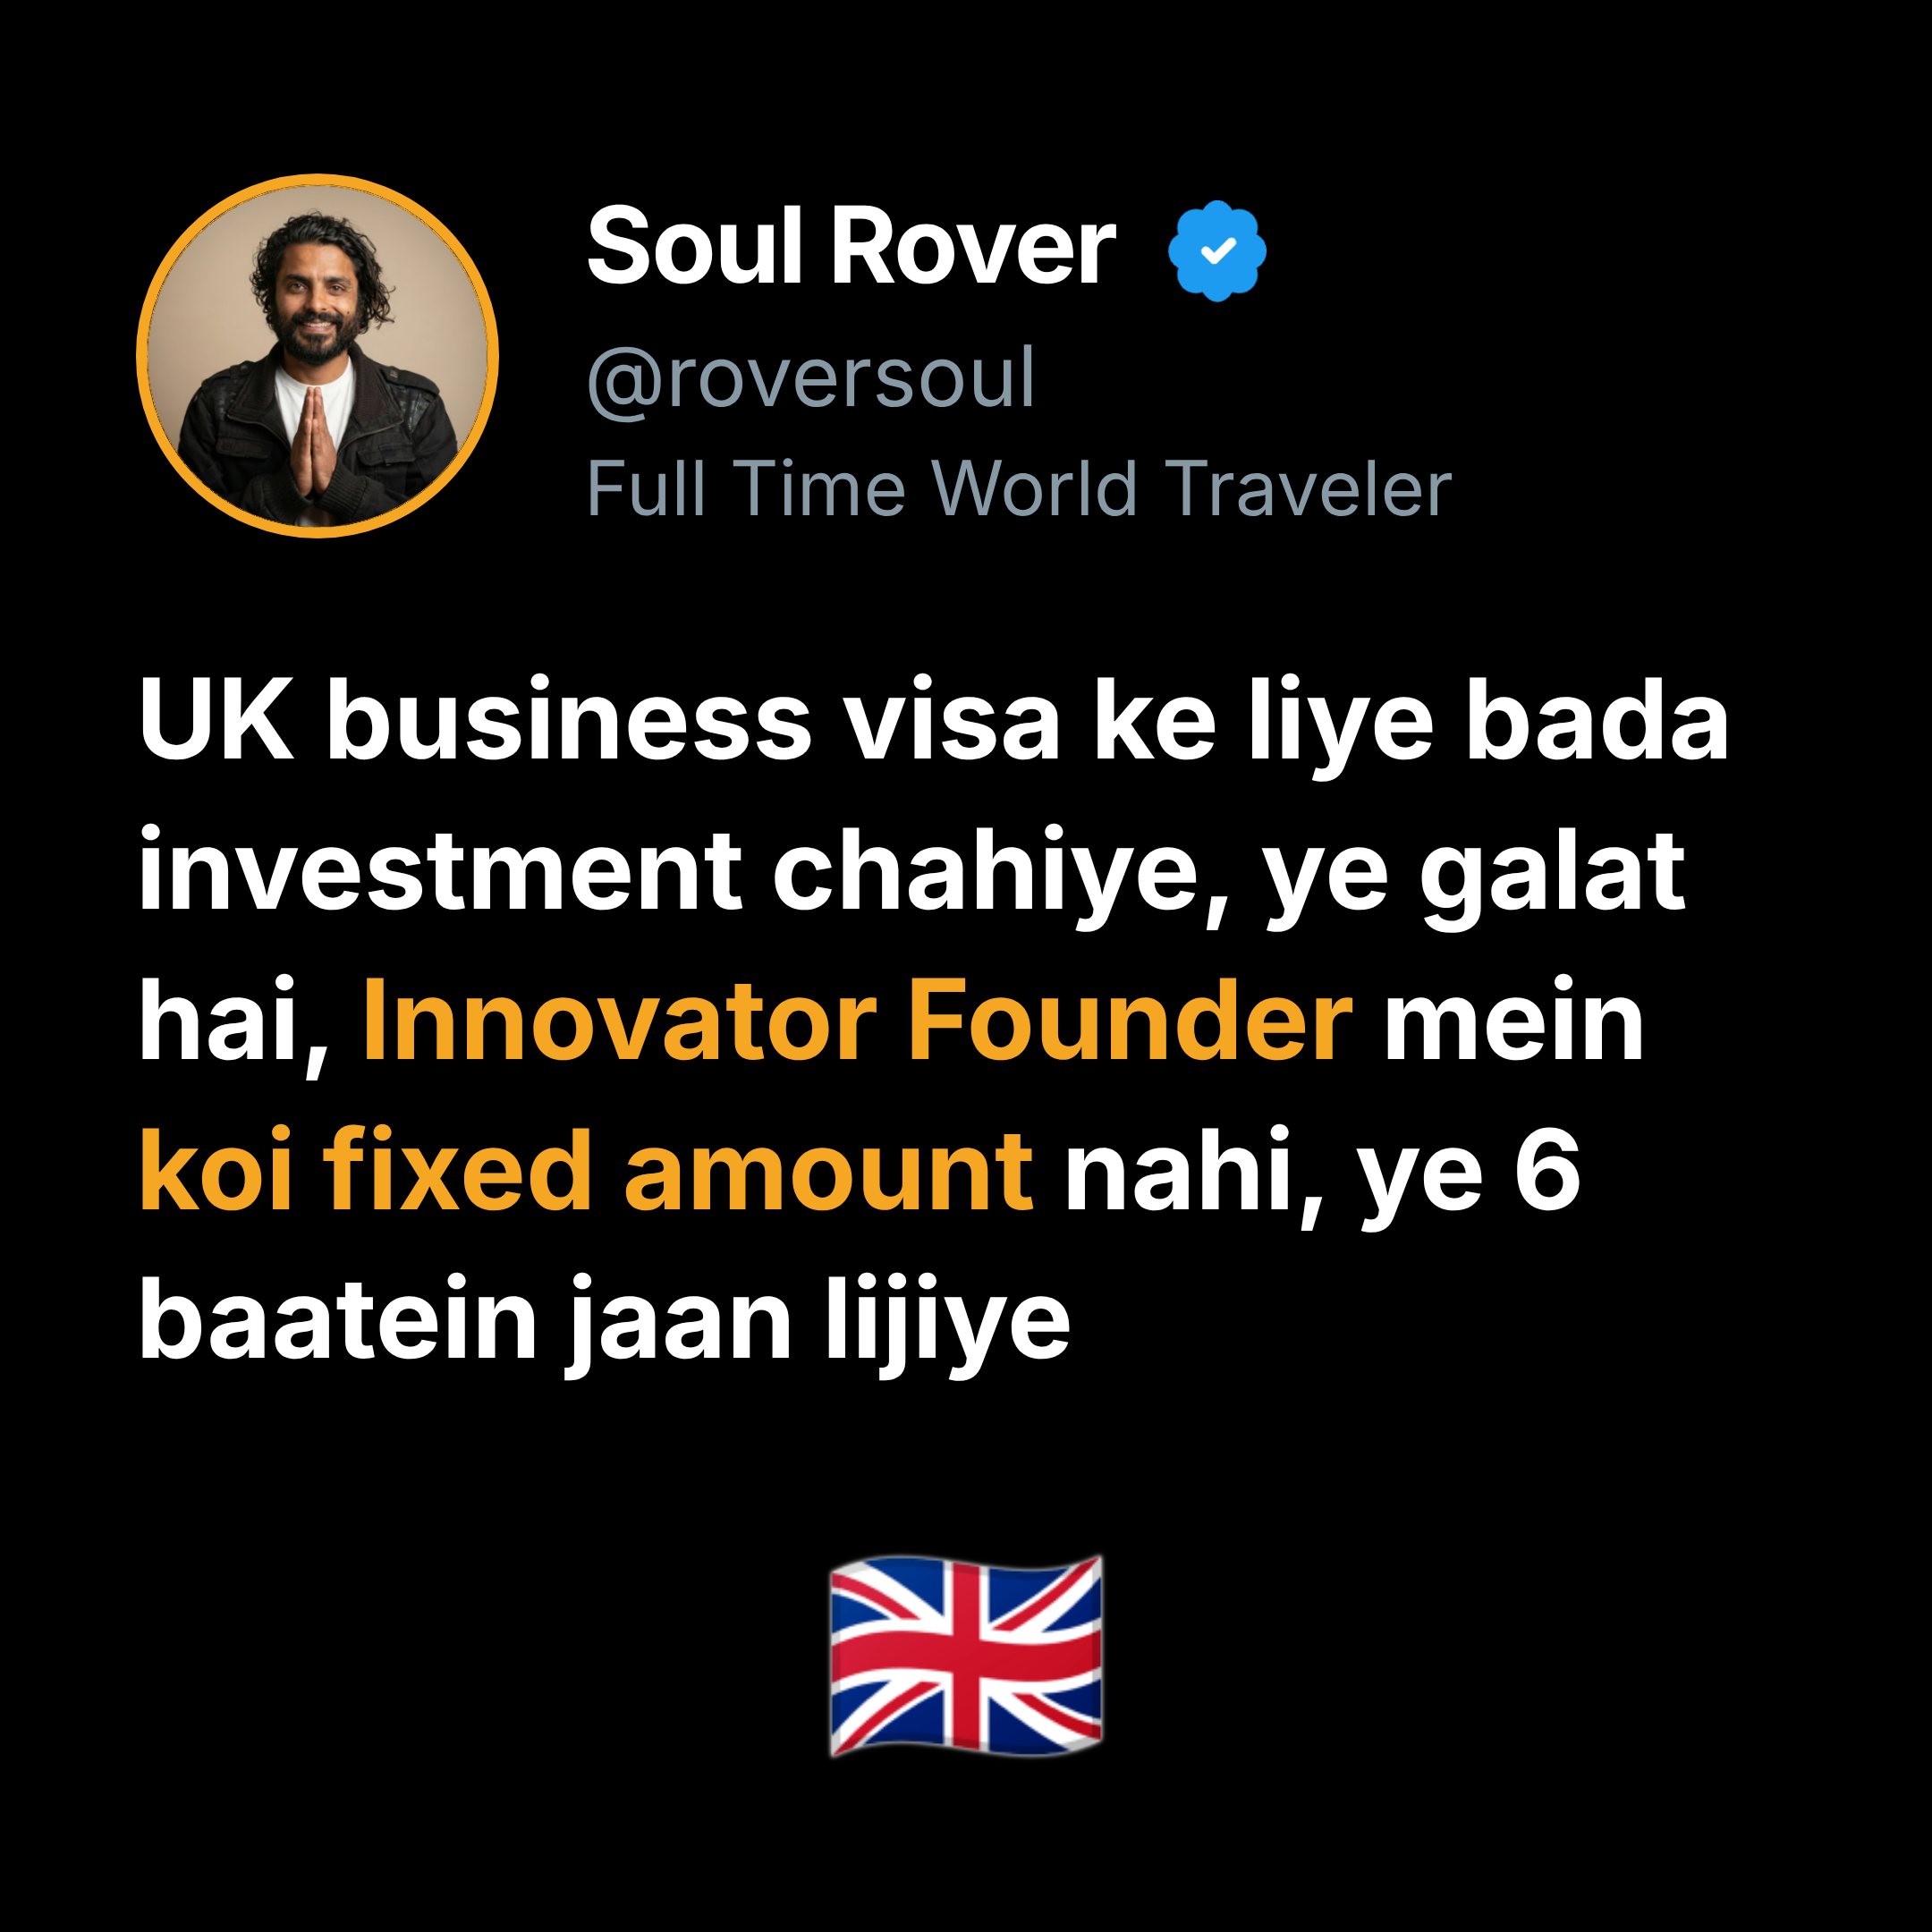 Soul Rover
@roversoul
Full Time World Traveler
UK business visa ke liye bada
investment chahiye, ye galat
hai, Innovator Founder mein
koi fixed amount nahi, ye 6
baatein jaan lijiye